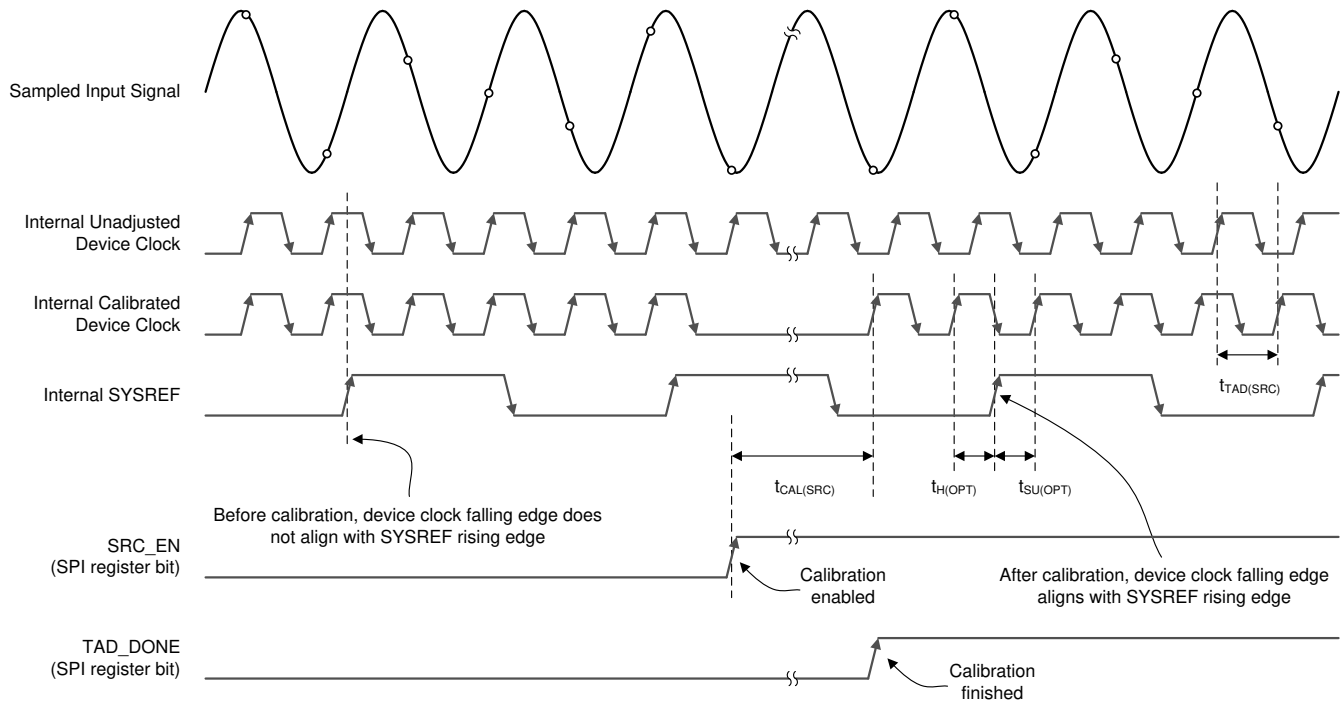 Sampled Input Signal
Internal Unadjusted
Device Clock
Internal Calibrated
Device Clock
tTAD(SRC)
Internal SYSREF
tCAL(SRC)
tH(OPT)
tSU(OPT)
Before calibration, device clock falling edge does
not align with SYSREF rising edge
SRC_EN
(SPI register bit)
Calibration
enabled
After calibration, device clock falling edge
aligns with SYSREF rising edge
TAD_DONE
(SPI register bit)
Calibration
finished